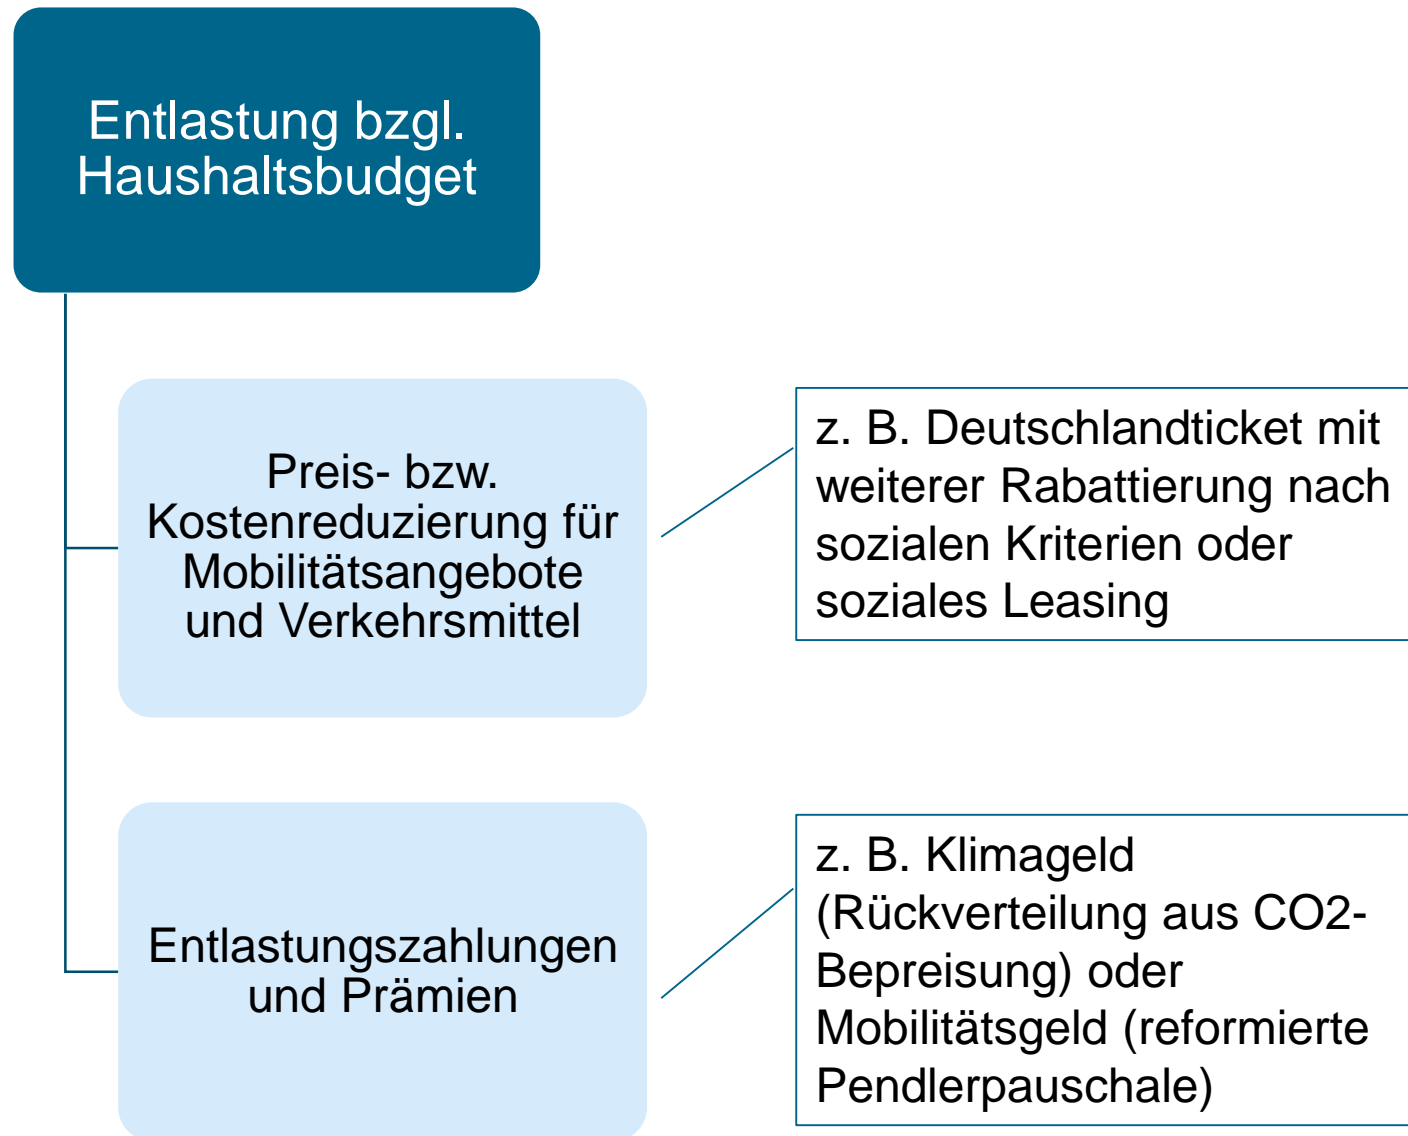 Entlastung bzgl.
Haushaltsbudget
Preis- bzw.
Kostenreduzierung für
Mobilitätsangebote
und Verkehrsmittel
z. B. Deutschlandticket mit
weiterer Rabattierung nach
sozialen Kriterien oder
soziales Leasing
Entlastungszahlungen
und Prämien
z. B. Klimageld
(Rückverteilung aus CO2-
Bepreisung) oder
Mobilitätsgeld (reformierte
Pendlerpauschale)